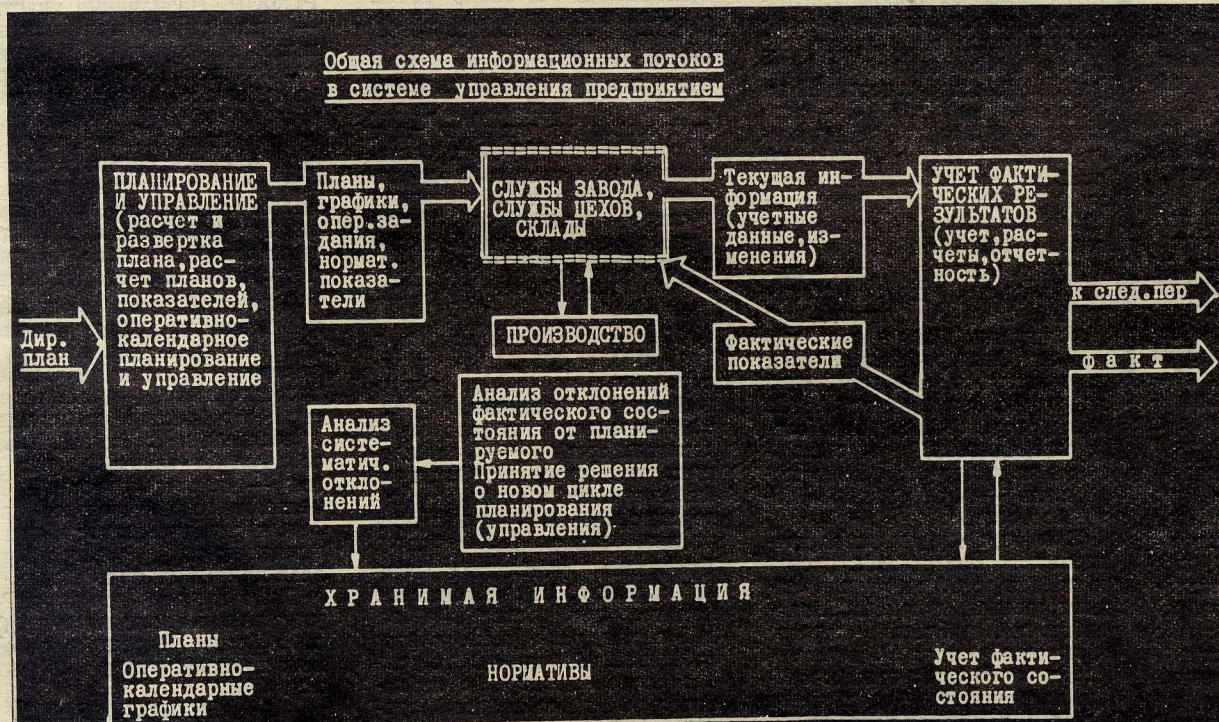 Общая схема информационных потоков
в системе управления предприятием
ПЛАНИРОВАНИЕ
И УПРАВЛЕНИЕ
(расчет и
развертка
плана,рас-
чет планов,
показателей,
оперативно-
календарное
планирование
и управление
Планы,
графики,
опер.за-
дания,
нормат.
показа-
тели
СЛУЖБЫ ЗАВОДА,
СЛУЖБЫ ЦЕХОВ,
СКЛАДЫ
Текущая ин-
формация
(учетные
данные,из-
менения)
УЧЕТ ФАКТИ-
ЧЕСКИХ РЕ-
ЗУЛЬТАТОВ
(учет,рас-
четы,отчет-
ность)
к след.пер
Дир.
план
ПРОИЗВОДСТВО
Фактические
показатели
факт
Анализ
систе-
матич.
откло-
нений
Анализ отклонений
фактического сос-
тояния от плани-
руемого
Принятие решения
о новом цикле
планирования
(управления)
ХРАНИМАЯ ИНФОРМАЦИЯ
Планы
Оперативно-
календарные
графики
НОРМАТИВЫ
Учет факти-
ческого со-
стояния